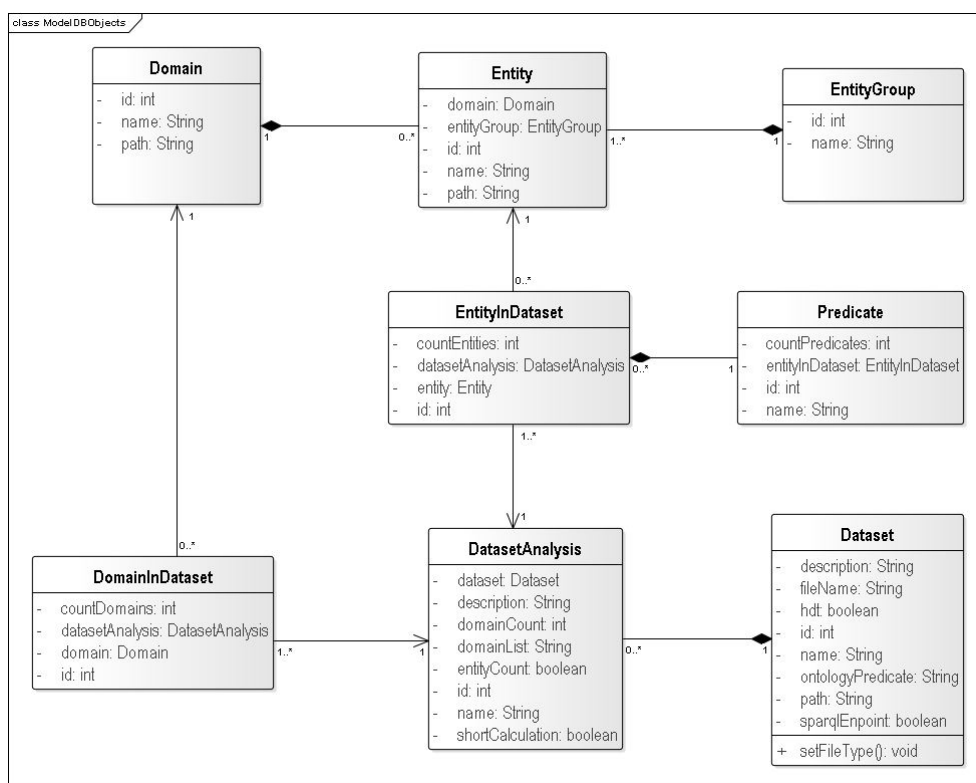 class ModelDBObjects
Domain
- id: int
- name: String
- path: String
Entity
- domain: Domain
- entityGroup: EntityGroup
- id: int
- name: String
- path: String
EntityGroup
- id: int
- name: String
1
0..*
1..*
1
1
1
0..*
EntityInDataset
- countEntities: int
- datasetAnalysis: DatasetAnalysis
- entity: Entity
- id: int
Predicate
- countPredicates: int
- entityInDataset: EntityInDataset
- id: int
- name: String
0..*
1
1..*
1
0..*
DomainInDataset
- countDomains: int
- datasetAnalysis: DatasetAnalysis
- domain: Domain
- id: int
DatasetAnalysis
- dataset: Dataset
- description: String
- domainCount: int
- domainList: String
- entityCount: boolean
- id: int
- name: String
- shortCalculation: boolean
Dataset
- description: String
- fileName: String
- hdt: boolean
- id: int
- name: String
- ontologyPredicate: String
- path: String
- sparqlEnpoint: boolean
+ setFileType(): void
1..*
1
0..*
1